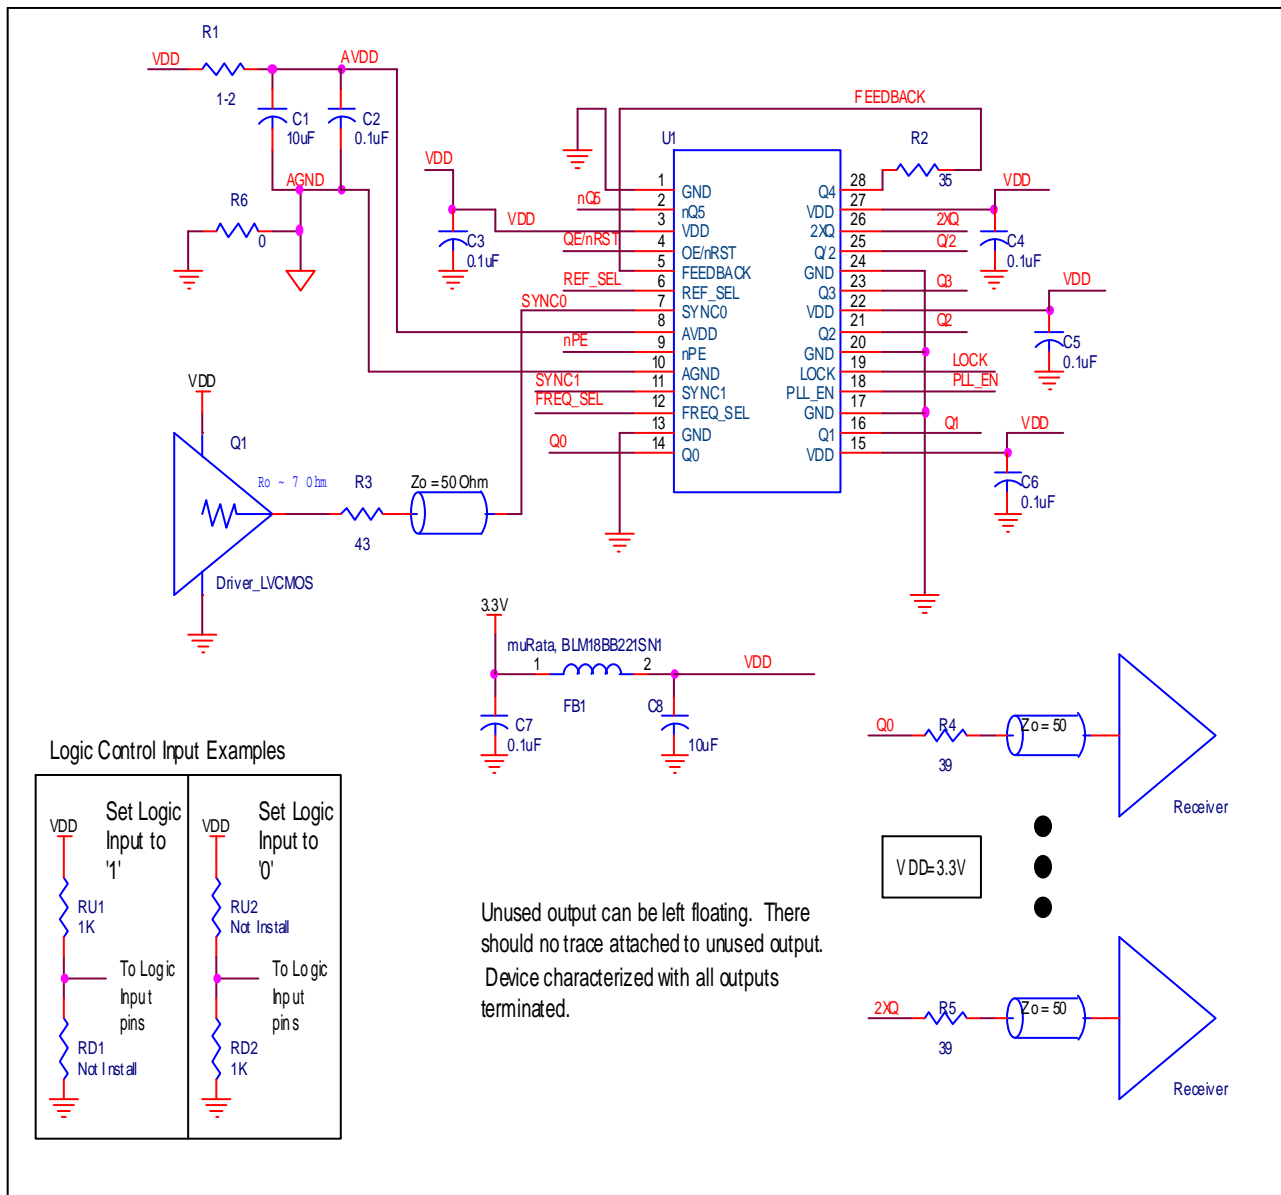 R1
VDD
AVDD
1-2
C1
10uF
C2
0.1uF
AGND
R6
0
FEEDBACK
U1
R2
35
VDD
VDD
VDD
C3
0.1uF
nQ5
OE/nRST
REF_SEL
SYNC0
nPE
SYNC1
FREQ_SEL
Q0
1 GND
2 nQ5
3 VDD
4 OE/nRST
5 FEEDBACK
6 REF_SEL
7 SYNC0
8 AVDD
9 nPE
10 AGND
11 SYNC1
12 FREQ_SEL
13 GND
14 Q0
Q4 28
VDD 27
2XQ 26
Q/2 25
GND 24
Q3 23
VDD 22
Q2 21
GND 20
LOCK 19
PLL_EN 18
GND 17
Q1 16
VDD 15
2XQ
Q/2
C4
0.1uF
Q3
VDD
Q2
C5
0.1uF
LOCK
PLL_EN
Q1
VDD
C6
0.1uF
VDD
Q1
Ro ~ 7 Ohm
R3
43
Zo = 50 Ohm
Driver_LVCMOS
3.3V
muRata, BLM18BB221SN1
1
2
VDD
FB1
C7
0.1uF
C8
10uF
Q0
R4
39
Zo = 50
Receiver
VDD=3.3V
2XQ
R5
39
Zo = 50
Receiver
Logic Control Input Examples
Set Logic
Input to
'1'
VDD
RU1
1K
To Logic
Input
pins
RD1
Not Install
Set Logic
Input to
'0'
VDD
RU2
Not Install
To Logic
Input
pins
RD2
1K
Unused output can be left floating. There
should no trace attached to unused output.
Device characterized with all outputs
terminated.